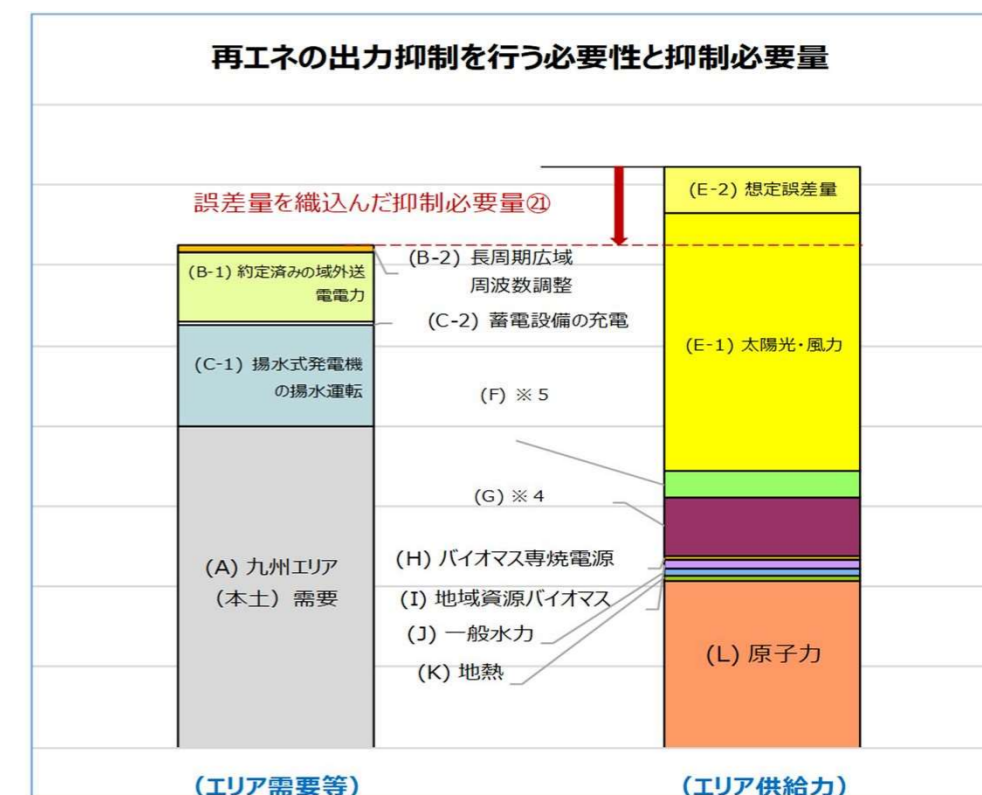 再エネの出力抑制を行う必要性と抑制必要量
誤差量を織込んだ抑制必要量㉑
(B-1) 約定済みの域外送
電電力
(C-1) 揚水式発電機
の揚水運転
(A) 九州エリア
(本土)需要
(B-2) 長周期広域
周波数調整
(C-2) 蓄電設備の充電
(F) ※5
(G) ※4
(H) バイオマス専焼電源
(I) 地域資源バイオマス
(J) 一般水力
(K) 地熱
(E-2) 想定誤差量
(E-1) 太陽光・風力
(L) 原子力
(エリア需要等)
(エリア供給力)